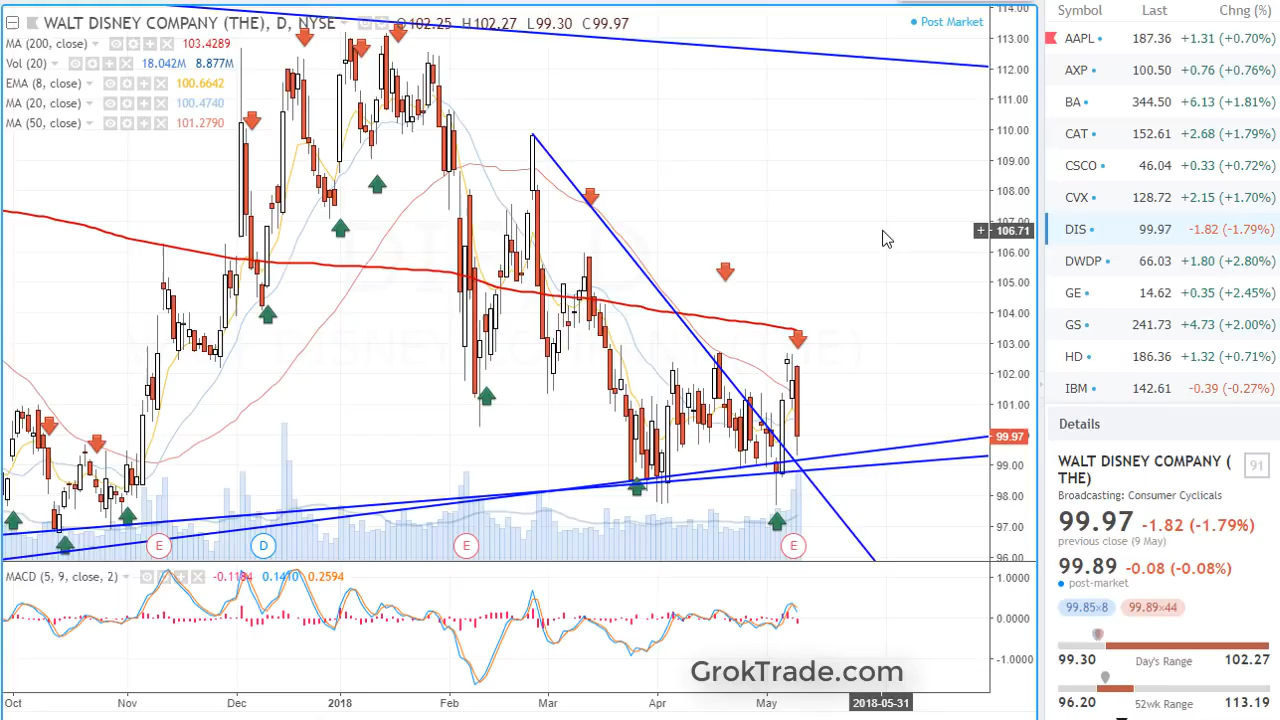 WALT DISNEY COMPANY (THE), D, NYSE O102.25 H102.27 L99.30 C99.97
MA (200, close) 103.4289
Vol (20) 18.042M 8.877M
EMA (8, close) 100.6642
MA (20, close) 100.4740
MA (50, close) 101.2790
Post Market
114.00
113.00
112.00
111.00
110.00
109.00
108.00
107.00
106.71
106.00
105.00
104.00
103.00
102.00
101.00
99.97
99.00
98.00
97.00
96.00
E
D
E
E
MACD (5, 9, close, 2) -0.1184 0.1410 0.2594
1.0000
0.0000
-1.0000
GrokTrade.com
Oct Nov Dec 2018 Feb Mar Apr May 2018-05-31
Symbol Last Chg (%)
AAPL 187.36 +1.31 (+0.70%)
AXP 100.50 +0.76 (+0.76%)
BA 344.50 +6.13 (+1.81%)
CAT 152.61 +2.68 (+1.79%)
CSCO 46.04 +0.33 (+0.72%)
CVX 128.72 +2.15 (+1.70%)
DIS 99.97 -1.82 (-1.79%)
DWDP 66.03 +1.80 (+2.80%)
GE 14.62 +0.35 (+2.45%)
GS 241.73 +4.73 (+2.00%)
HD 186.36 +1.32 (+0.71%)
IBM 142.61 -0.39 (-0.27%)
Details
WALT DISNEY COMPANY (
THE)
91
Broadcasting: Consumer Cyclicals
99.97 -1.82 (-1.79%)
previous close (9 May)
99.89 -0.08 (-0.08%)
post-market
99.85×8 99.89×44
99.30 Day's Range 102.27
96.20 52wk Range 113.19